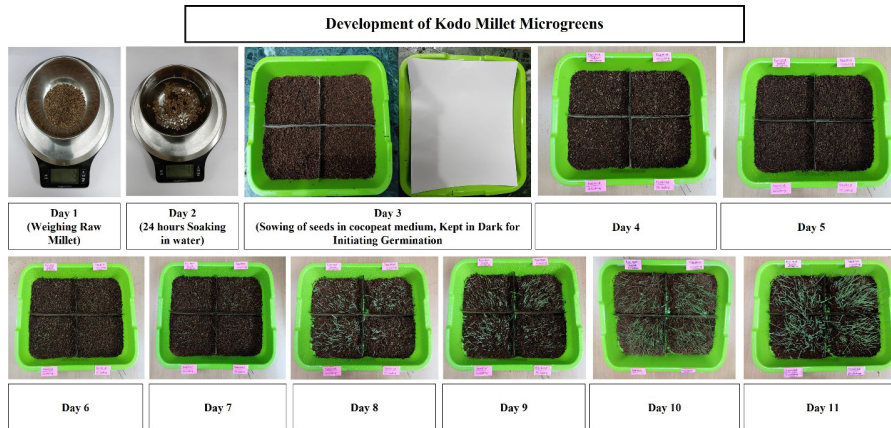 Development of Kodo Millet Microgreens
Day 1
(Weighing Raw
Millet)
Day 2
(24 hours Soaking
in water)
Day 3
(Sowing of seeds in cocopeat medium, Kept in Dark for
Initiating Germination
Day 4
Day 5
Day 6
Day 7
Day 8
Day 9
Day 10
Day 11